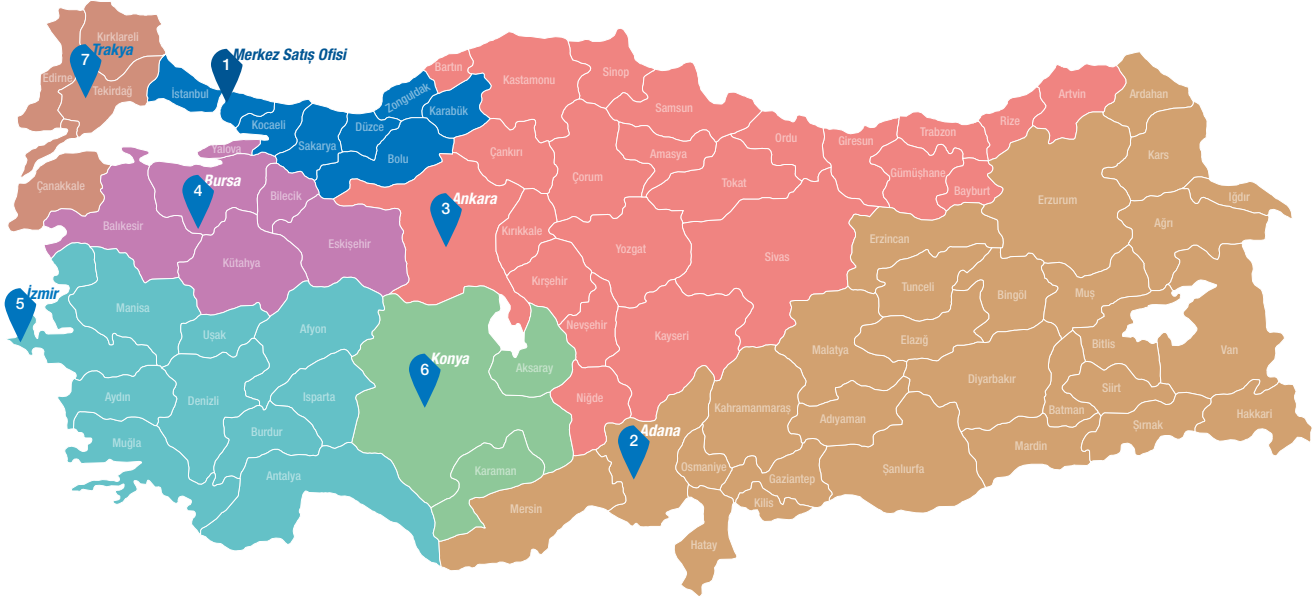 Kırklareli
7
Trakya
Edirne
Tekirdağ
1
Merkez Satış Ofisi
İstanbul
Kocaeli
Sakarya
Düzce
Zonguldak
Bartın
Karabük
Bolu
Kastamonu
Sinop
Samsun
Çankırı
Çorum
Amasya
Ordu
Tokat
Giresun
Trabzon
Gümüşhane
Rize
Bayburt
Artvin
Ardahan
Kars
Iğdır
Ağrı
Erzurum
Çanakkale
Yalova
4
Bursa
Bilecik
Balıkesir
Kütahya
Eskişehir
3
Ankara
Kırıkkale
Kırşehir
Yozgat
Sivas
Nevşehir
Kayseri
Niğde
Erzincan
Tunceli
Bingöl
Muş
Elazığ
Malatya
Bitlis
Van
Diyarbakır
Siirt
Batman
Şırnak
Hakkari
Mardin
5
İzmir
Manisa
Uşak
Afyon
Aydın
Denizli
Isparta
Muğla
Burdur
Antalya
6
Konya
Aksaray
Karaman
2
Adana
Mersin
Kahramanmaraş
Adıyaman
Osmaniye
Gaziantep
Şanlıurfa
Kilis
Hatay